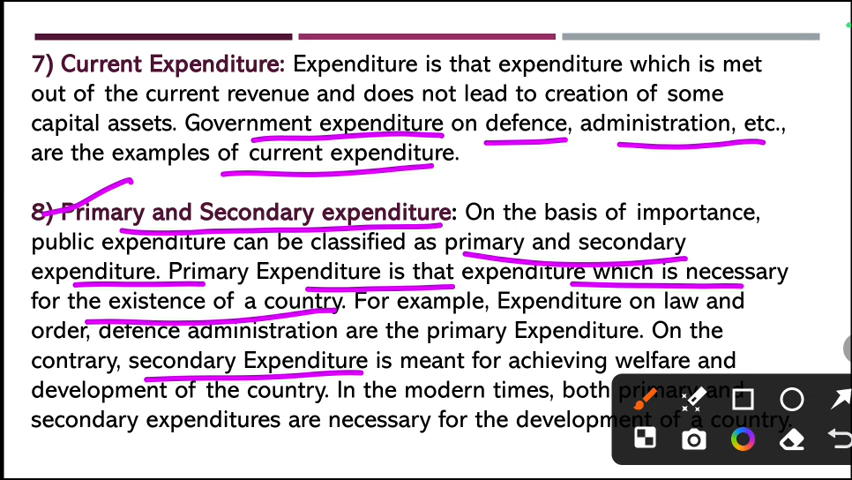 7) Current Expenditure: Expenditure is that expenditure which is met
out of the current revenue and does not lead to creation of some
capital assets. Government expenditure on defence, administration, etc.,
are the examples of current expenditure.
8) Primary and Secondary expenditure: On the basis of importance,
public expenditure can be classified as primary and secondary
expenditure. Primary Expenditure is that expenditure which is necessary
for the existence of a country. For example, Expenditure on law and
order, defence administration are the primary Expenditure. On the
contrary, secondary Expenditure is meant for achieving welfare and
development of the country. In the modern times, both primary and
secondary expenditures are necessary for the development of a country.